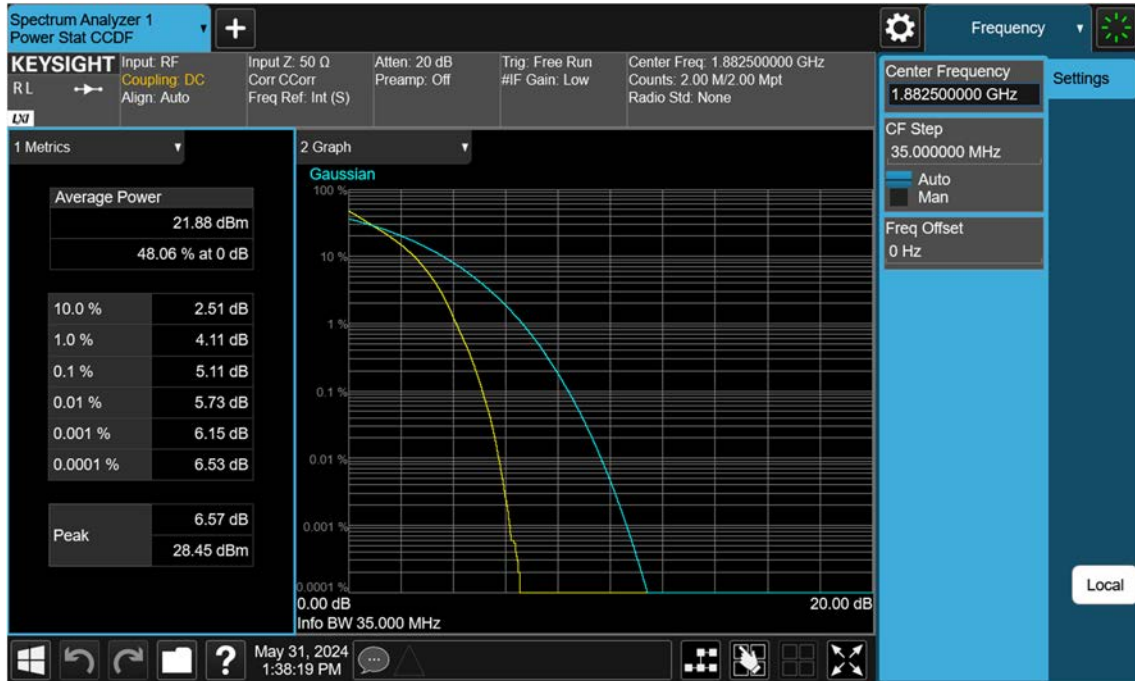 Spectrum Analyzer 1
Power Stat CCDF
Frequency
KEYSIGHT
R L
LXI
Input: RF
Coupling: DC
Align: Auto
Input Z: 50 Ω
Corr CCorr
Freq Ref: Int (S)
Atten: 20 dB
Preamp: Off
Trig: Free Run
#IF Gain: Low
Center Freq: 1.882500000 GHz
Counts: 2.00 M/2.00 Mpt
Radio Std: None
Center Frequency
1.882500000 GHz
Settings
CF Step
35.000000 MHz
Auto
Man
Freq Offset
0 Hz
Local
1 Metrics
Average Power
21.88 dBm
48.06 % at 0 dB
10.0 % 2.51 dB
1.0 % 4.11 dB
0.1 % 5.11 dB
0.01 % 5.73 dB
0.001 % 6.15 dB
0.0001 % 6.53 dB
Peak
6.57 dB
28.45 dBm
2 Graph
Gaussian
100 %
10 %
1 %
0.1 %
0.01 %
0.001 %
0.0001 %
0.00 dB 20.00 dB
Info BW 35.000 MHz
?
May 31, 2024
1:38:19 PM